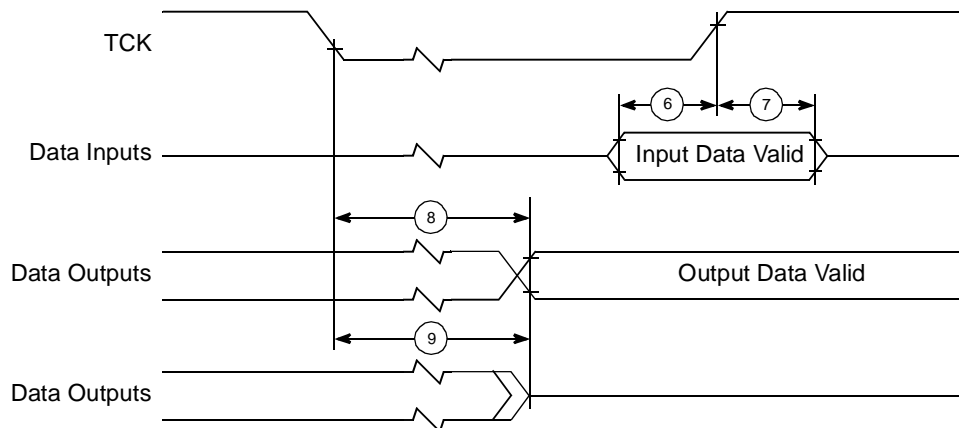 TCK
6
7
Data Inputs
Input Data Valid
8
Data Outputs
Output Data Valid
9
Data Outputs